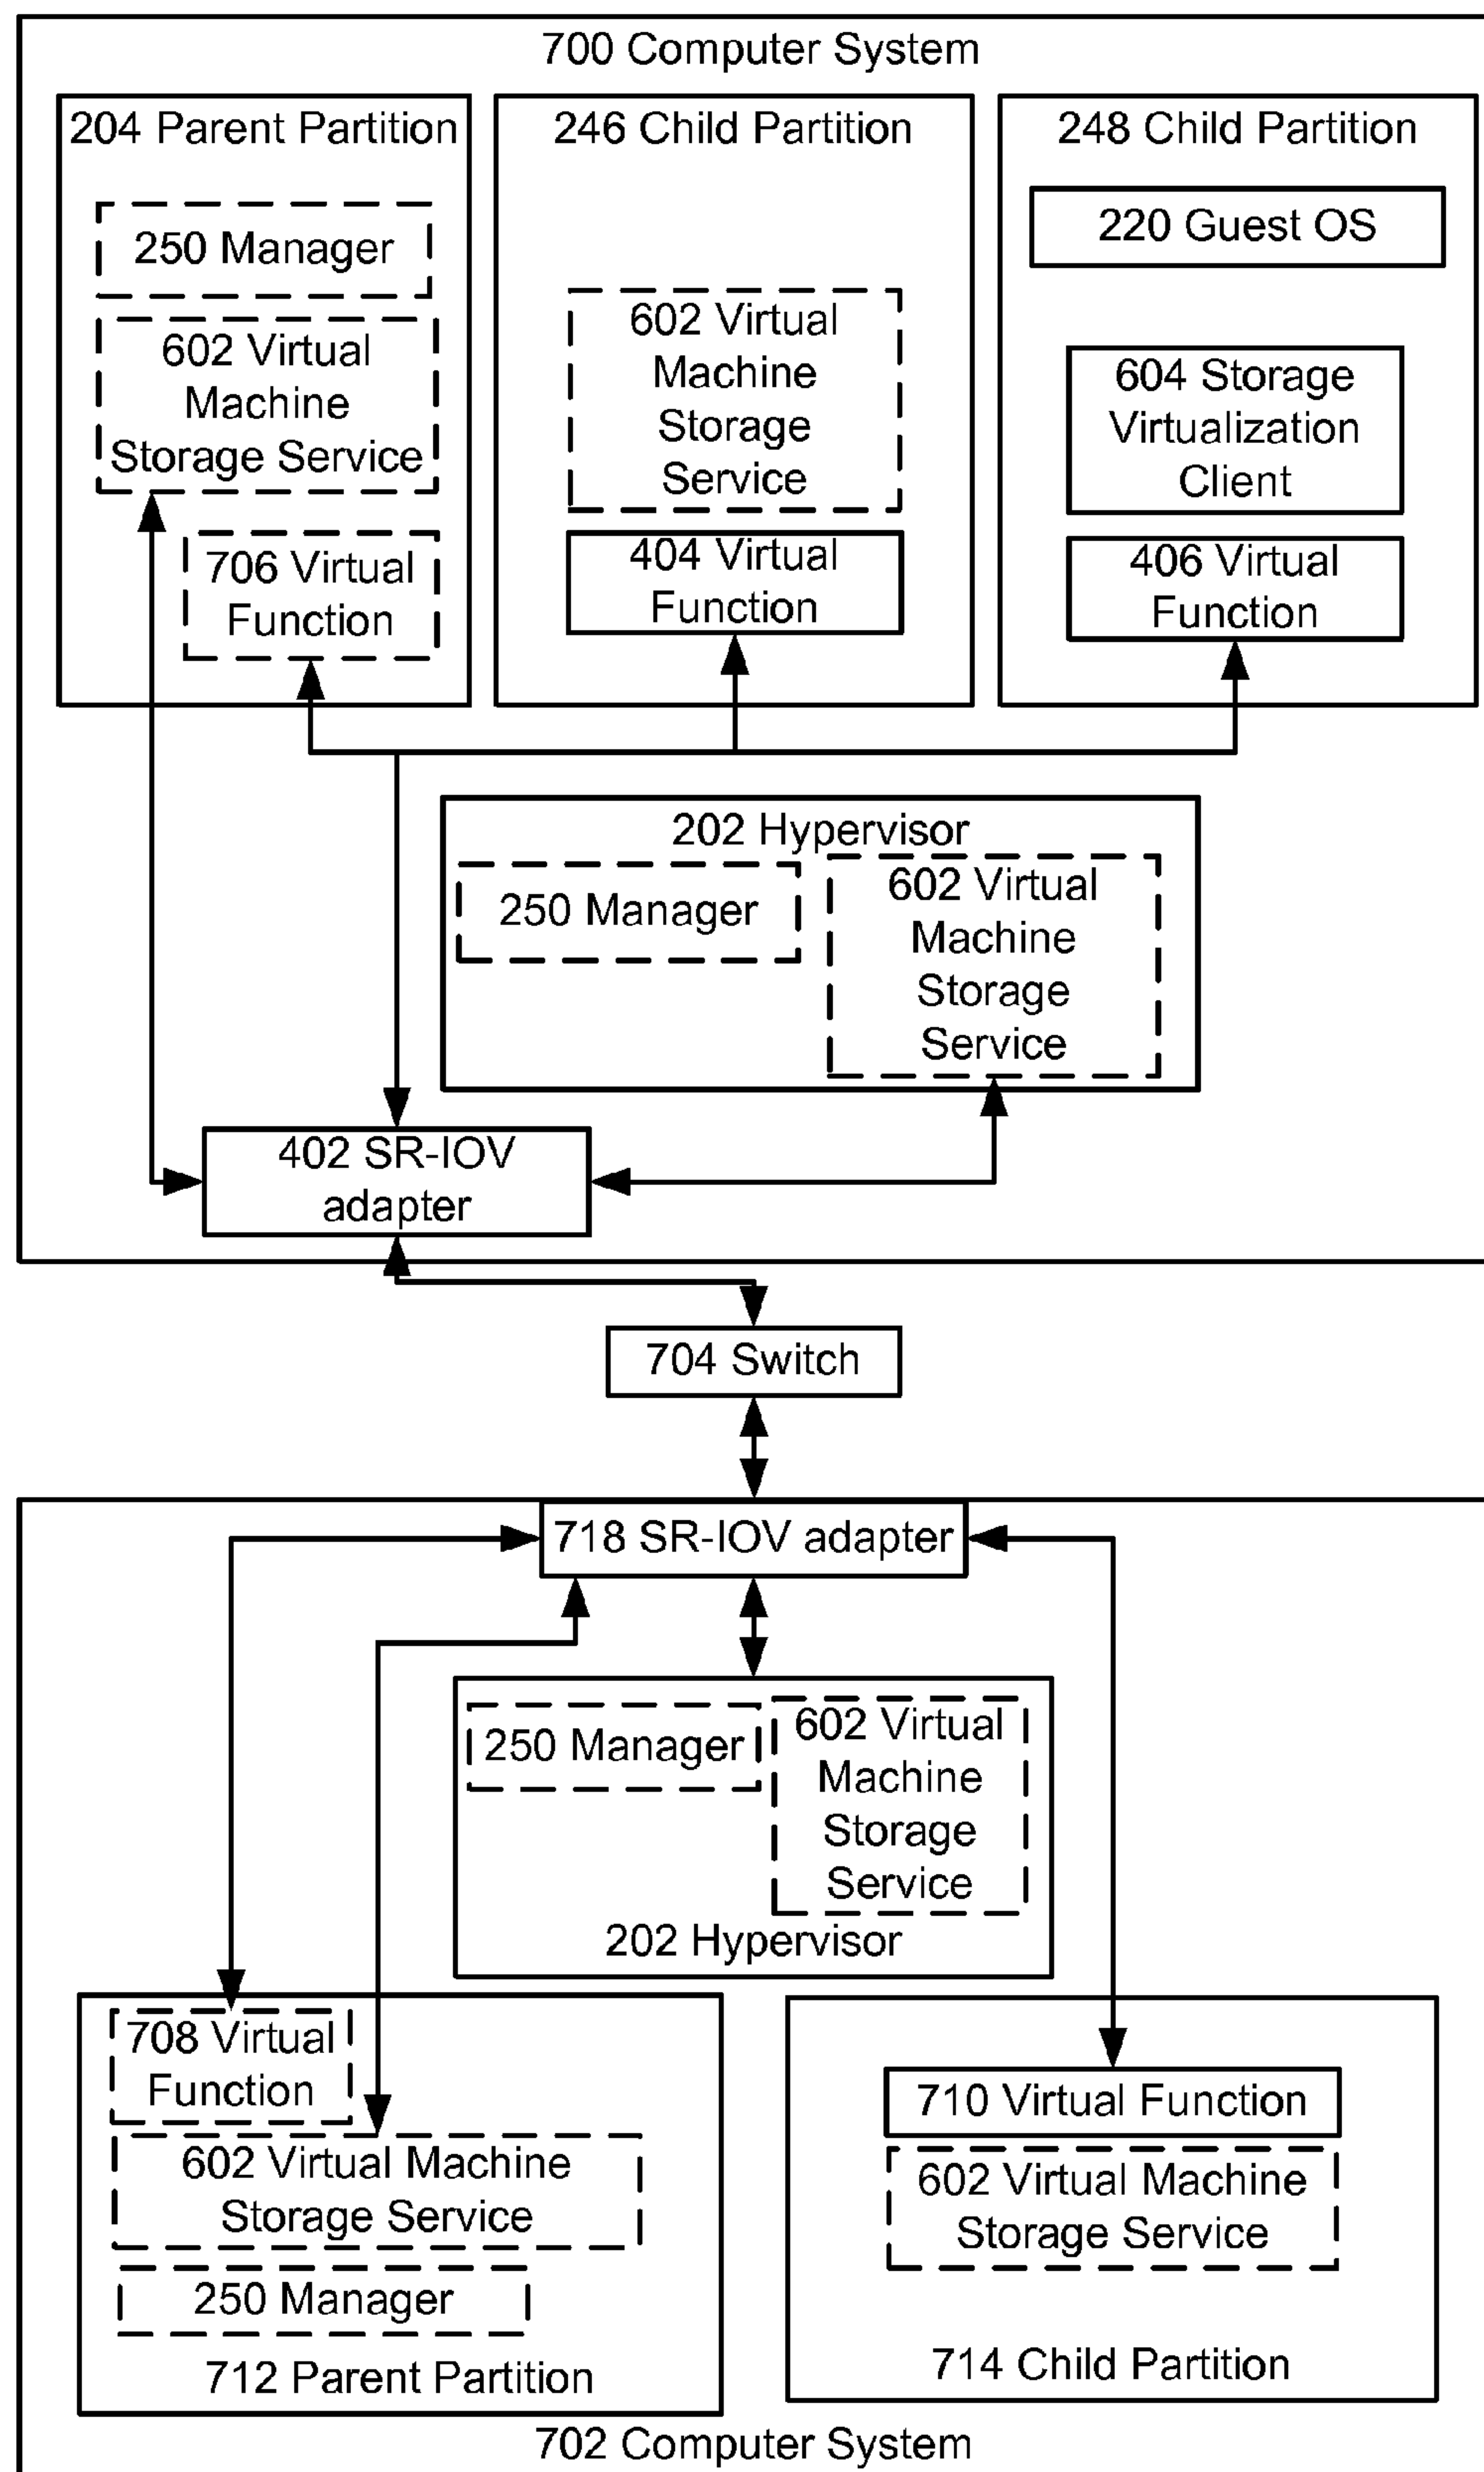 700 Computer System
204 Parent Partition
250 Manager
602 Virtual
Machine
Storage Service
706 Virtual
Function
246 Child Partition
602 Virtual
Machine
Storage
Service
404 Virtual
Function
248 Child Partition
220 Guest OS
604 Storage
Virtualization
Client
406 Virtual
Function
202 Hypervisor
250 Manager
602 Virtual
Machine
Storage
Service
402 SR-IOV
adapter
704 Switch
718 SR-IOV adapter
250 Manager
602 Virtual
Machine
Storage
Service
202 Hypervisor
708 Virtual
Function
602 Virtual Machine
Storage Service
250 Manager
712 Parent Partition
710 Virtual Function
602 Virtual Machine
Storage Service
714 Child Partition
702 Computer System